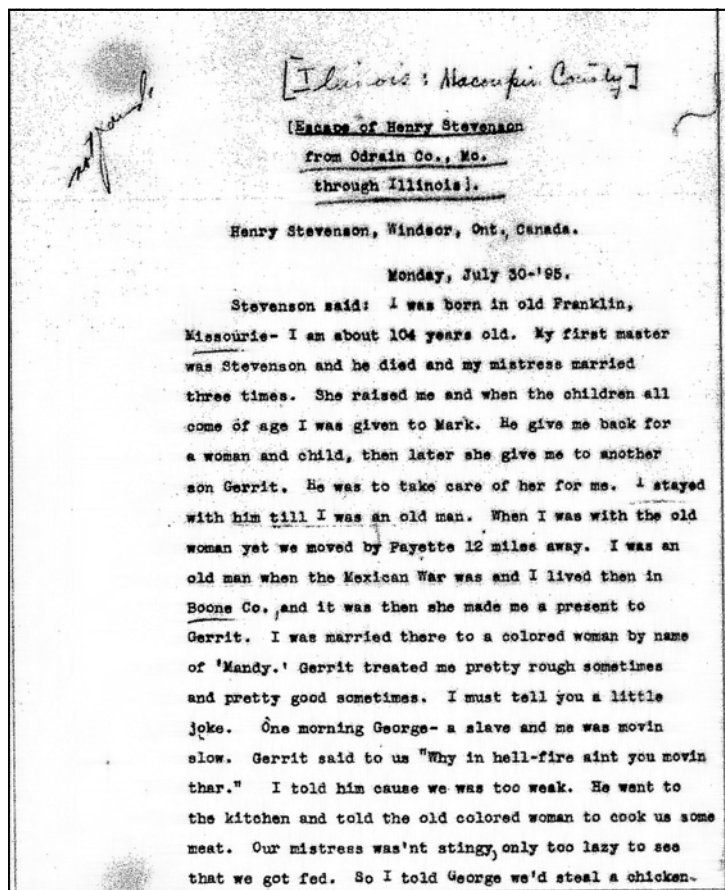 [Illinois: Macoupin County]
not found.
[Escape of Henry Stevenson
from Odrain Co., Mo.
through Illinois].
Henry Stevenson, Windsor, Ont., Canada.
Monday, July 30-'95.
Stevenson said: I was born in old Franklin,
Missourie- I am about 104 years old. My first master
was Stevenson and he died and my mistress married
three times. She raised me and when the children all
come of age I was given to Mark. He give me back for
a woman and child, then later she give me to another
son Gerrit. He was to take care of her for me. I stayed
with him till I was an old man. When I was with the old
woman yet we moved by Fayette 12 miles away. I was an
old man when the Mexican War was and I lived then in
Boone Co., and it was then she made me a present to
Gerrit. I was married there to a colored woman by name
of 'Mandy.' Gerrit treated me pretty rough sometimes
and pretty good sometimes. I must tell you a little
joke. One morning George- a slave and me was movin
slow. Gerrit said to us "Why in hell-fire aint you movin
thar." I told him cause we was too weak. He went to
the kitchen and told the old colored woman to cook us some
meat. Our mistress was'nt stingy, only too lazy to see
that we got fed. So I told George we'd steal a chicken-